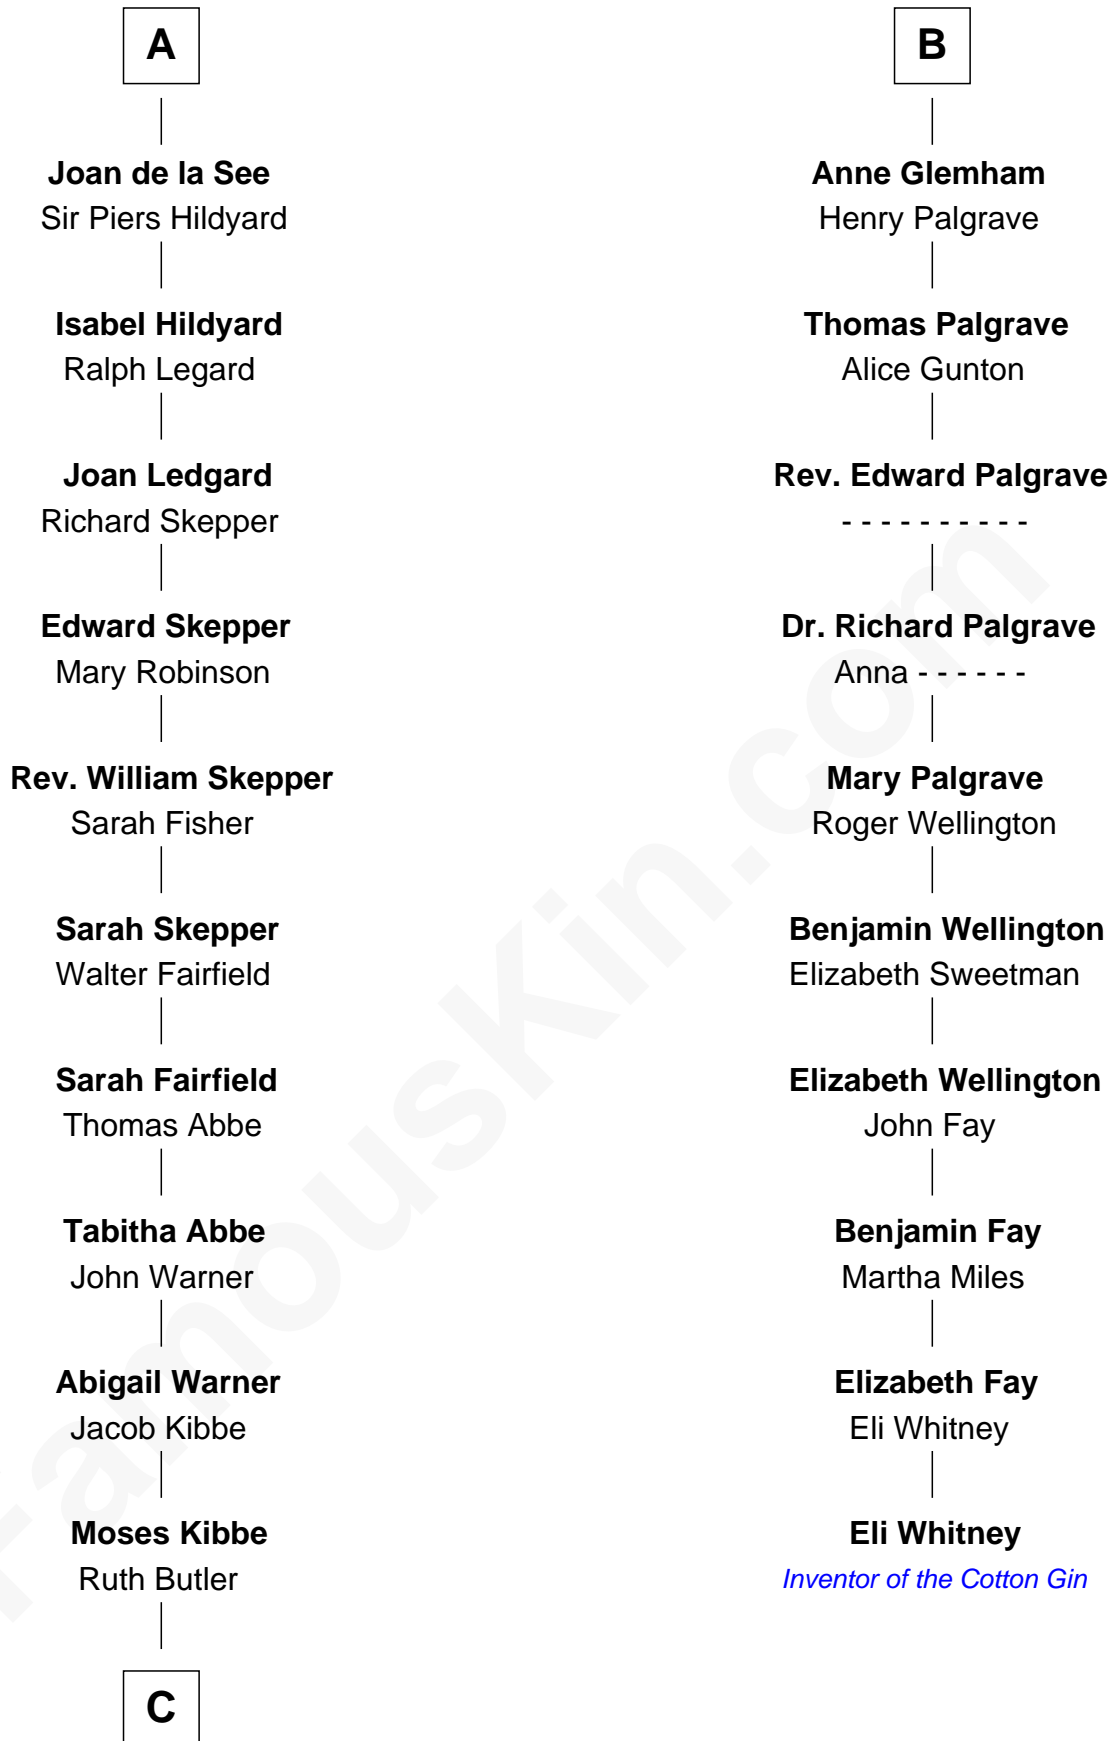 A
Joan de la See
Sir Piers Hildyard
Isabel Hildyard
Ralph Legard
Joan Ledgard
Richard Skepper
Edward Skepper
Mary Robinson
Rev. William Skepper
Sarah Fisher
Sarah Skepper
Walter Fairfield
Sarah Fairfield
Thomas Abbe
Tabitha Abbe
John Warner
Abigail Warner
Jacob Kibbe
Moses Kibbe
Ruth Butler
C
B
Anne Glemham
Henry Palgrave
Thomas Palgrave
Alice Gunton
Rev. Edward Palgrave
- - - - - - - - - -
Dr. Richard Palgrave
Anna - - - - - -
Mary Palgrave
Roger Wellington
Benjamin Wellington
Elizabeth Sweetman
Elizabeth Wellington
John Fay
Benjamin Fay
Martha Miles
Elizabeth Fay
Eli Whitney
Eli Whitney
Inventor of the Cotton Gin
FamousKin.com